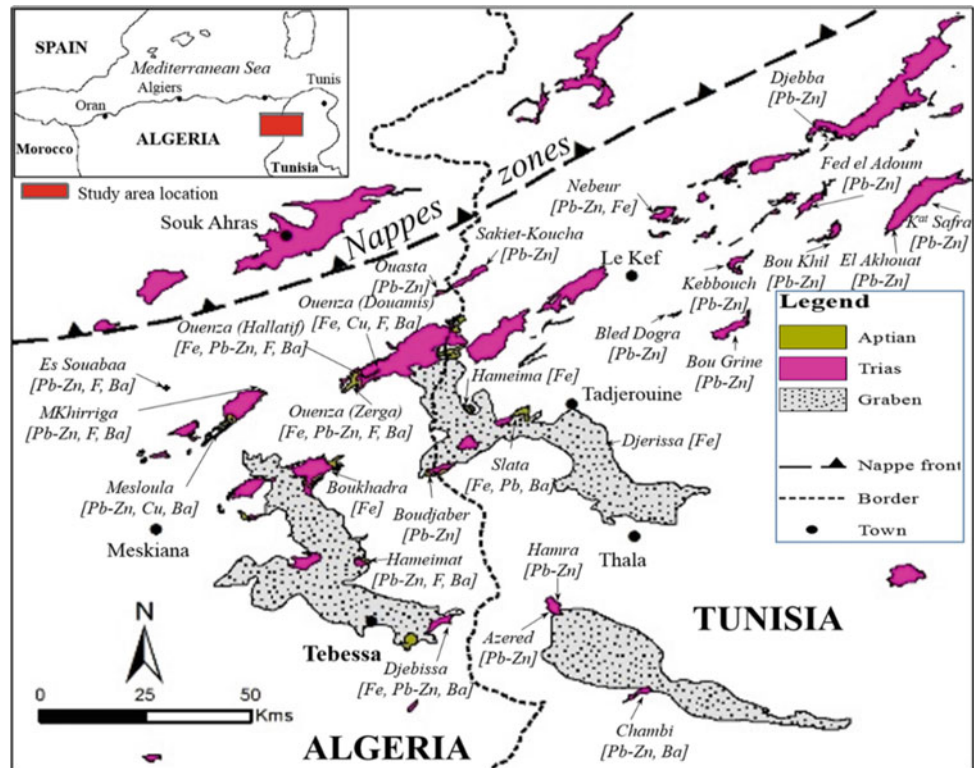 SPAIN
Mediterranean Sea
Algiers
Tunis
Oran
ALGERIA
Morocco
Tunisia
Study area location
Djebba
[Pb-Zn]
zones
Nappes
Fed el Adoum
[Pb-Zn]
Nebeur
[Pb-Zn, Fe]
Souk Ahras
Kat Safra
[Pb-Zn]
Sakiet-Koucha
[Pb-Zn]
Le Kef
Ouasta
[Pb-Zn]
Kebbouch
[Pb-Zn]
Bou Khil
[Pb-Zn]
El Akhouat
[Pb-Zn]
Ouenza (Douamis)
[Fe, Cu, F, Ba]
Ouenza (Hallatif)
[Fe, Pb-Zn, F, Ba]
Bled Dogra
[Pb-Zn]
Bou Grine
[Pb-Zn]
Es Souabaa
[Pb-Zn, F, Ba]
Hameima [Fe]
Tadjerouine
MKhirriga
[Pb-Zn, F, Ba]
Ouenza (Zerga)
[Fe, Pb-Zn, F, Ba]
Djerissa [Fe]
Slata
[Fe, Pb, Ba]
Mesloula
[Pb-Zn, Cu, Ba]
Boukhadra
[Fe]
Boudjaber
[Pb-Zn]
Meskiana
Thala
Hameimat
[Pb-Zn, F, Ba]
Hamra
[Pb-Zn]
TUNISIA
Tebessa
Azered
[Pb-Zn]
Djebissa
[Fe, Pb-Zn, Ba]
Chambi
[Pb-Zn, Ba]
ALGERIA
N
0 25 50
Kms
Legend
Aptian
Trias
Graben
Nappe front
Border
Town